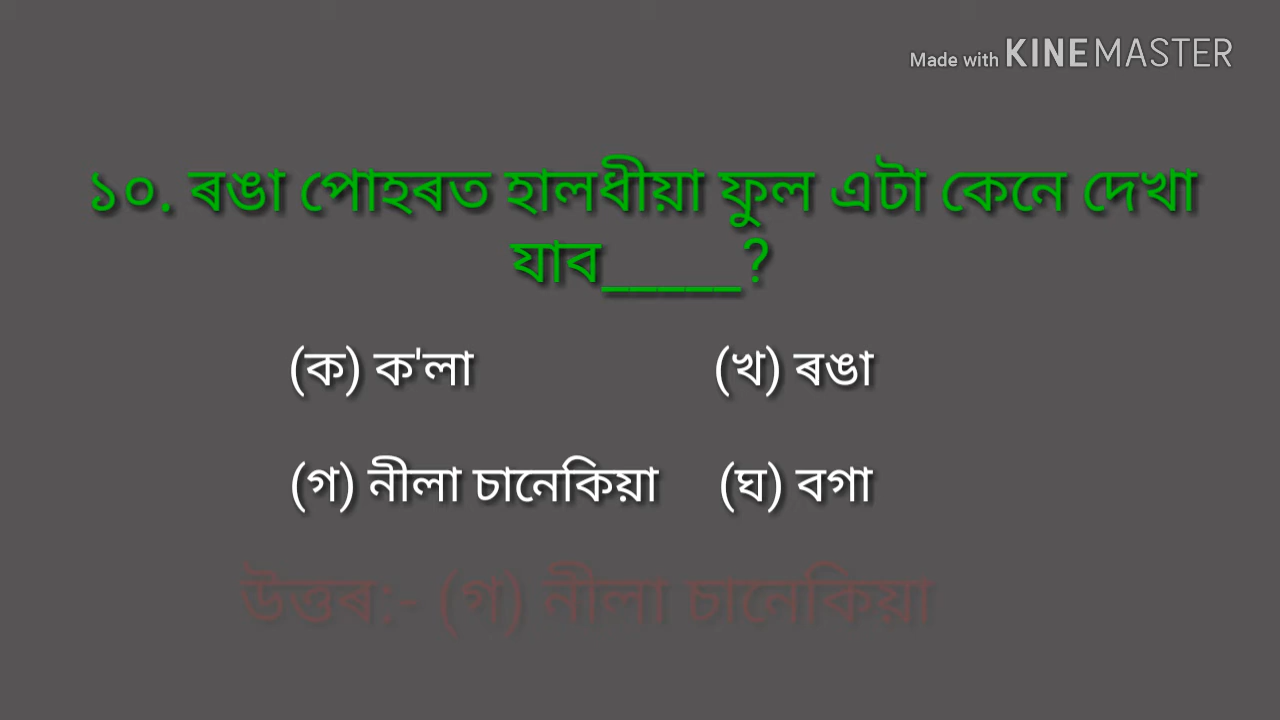 Made with KINEMASTER
১০. ৰঙা পোহৰত হালধীয়া ফুল এটা কেনে দেখা
যাব_____?
(ক) ক'লা (খ) ৰঙা
(গ) নীলা চানেকিয়া (ঘ) বগা
উত্তৰ:- (গ) নীলা চানেকিয়া